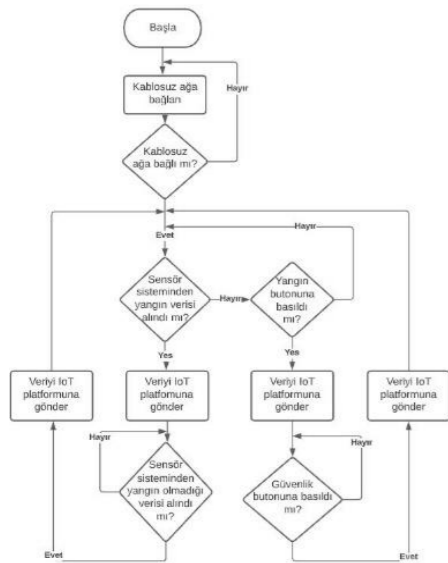 Başla
Kablosuz ağa
bağlan
Hayır
Kablosuz
ağa bağlı mı?
Evet
Hayır
Sensör
sisteminden
yangın verisi
alındı mı?
Hayır
Yangın
butonuna
basıldı
mı?
Yes
Yes
Veriyi IoT
platformuna
gönder
Veriyi IoT
platformuna
gönder
Veriyi IoT
platformuna
gönder
Veriyi IoT
platformuna
gönder
Hayır
Hayır
Sensör
sisteminden
yangın olmadığı
verisi alındı
mı?
Güvenlik
butonuna basıldı
mı?
Evet
Evet